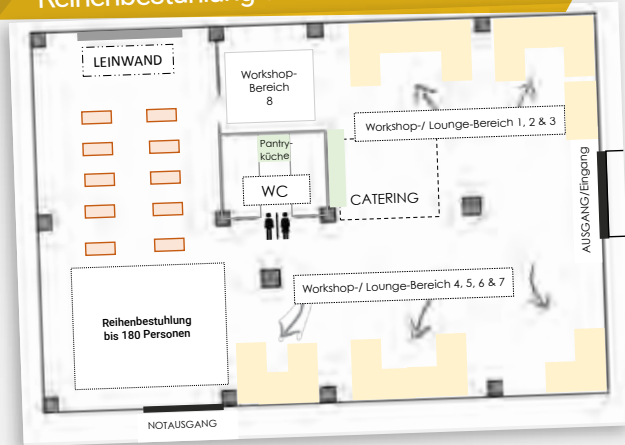 Reihenbestuhlung
LEINWAND
Workshop-
Bereich
8
Workshop-/ Lounge-Bereich 1, 2 & 3
Pantry-
küche
WC
CATERING
AUSGANG/Eingang
Workshop-/ Lounge-Bereich 4, 5, 6 & 7
Reihenbestuhlung
bis 180 Personen
NOTAUSGANG